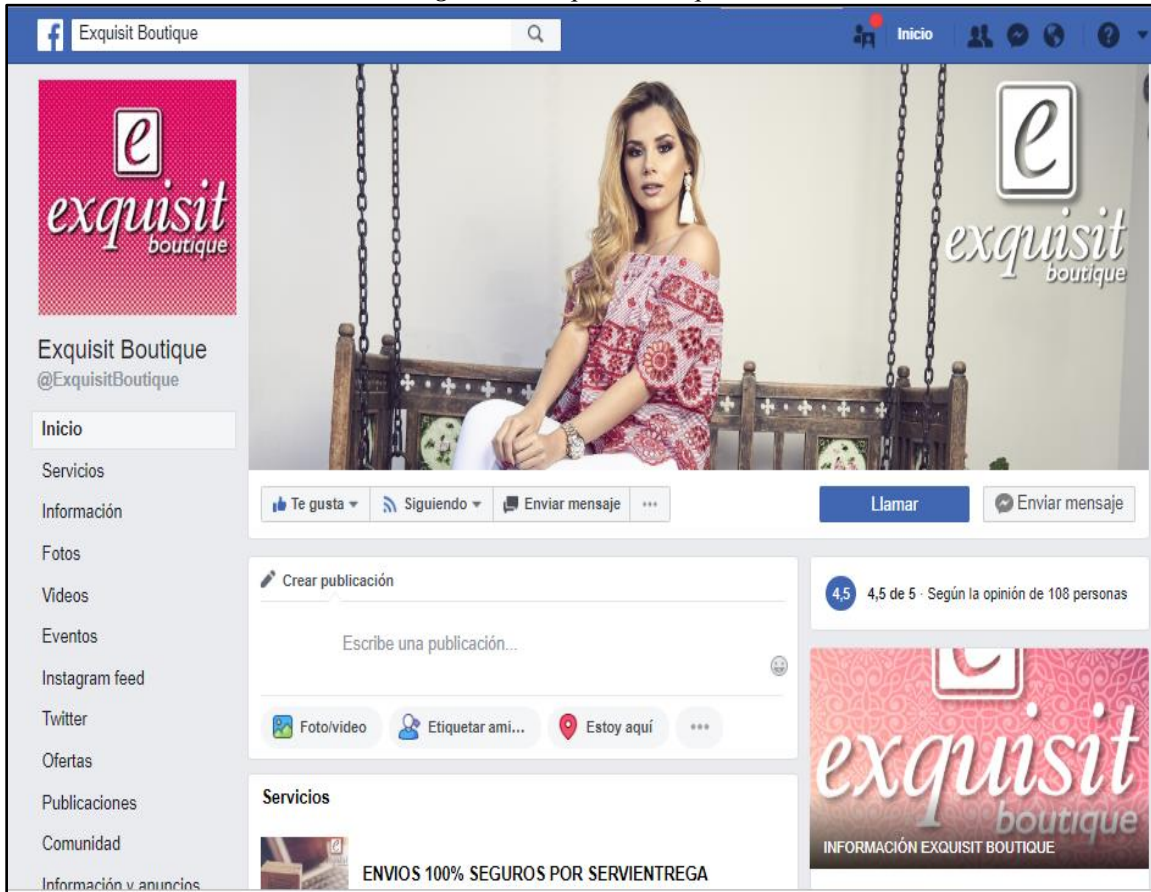 Exquisit Boutique
Inicio
e
exquisit
boutique
e
exquisit
boutique
Exquisit Boutique
@ExquisitBoutique
Inicio
Servicios
Información
Fotos
Videos
Eventos
Instagram feed
Twitter
Ofertas
Publicaciones
Comunidad
Información y anuncios
Te gusta
Siguiendo
Enviar mensaje
Llamar
Enviar mensaje
Crear publicación
Escribe una publicación...
Foto/video
Etiquetar ami...
Estoy aquí
Servicios
ENVIOS 100% SEGUROS POR SERVIENTREGA
4,5
4,5 de 5 · Según la opinión de 108 personas
e
exquisit
boutique
INFORMACIÓN EXQUISIT BOUTIQUE